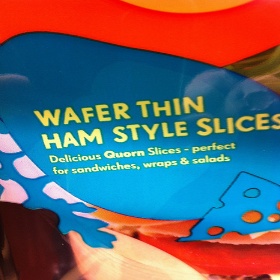 WAFER THIN
HAM STYLE SLICES
Delicious Quorn Slices - perfect
for sandwiches, wraps & salads